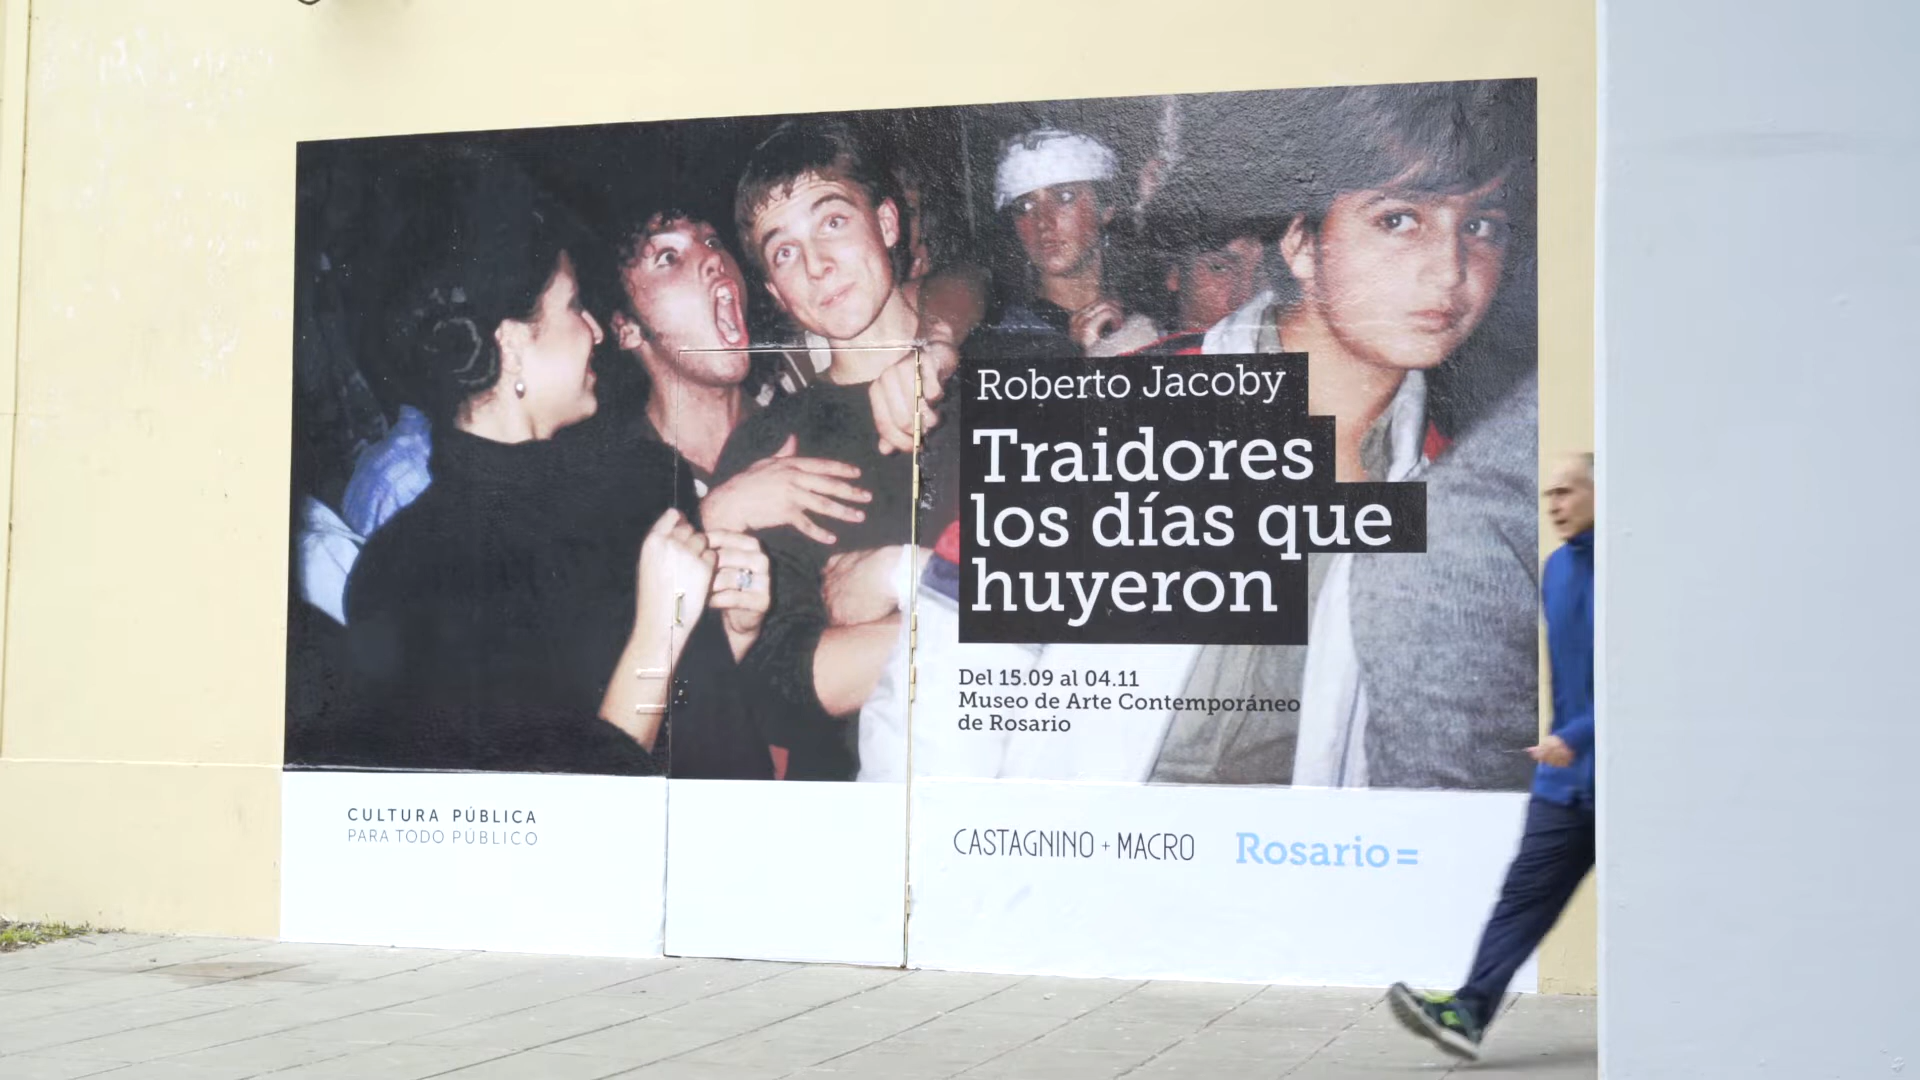 Roberto Jacoby
Traidores
los días que
huyeron
Del 15.09 al 04.11
Museo de Arte Contemporáneo
de Rosario
CULTURA PÚBLICA
PARA TODO PÚBLICO
CASTAGNINO + MACRO
Rosario=